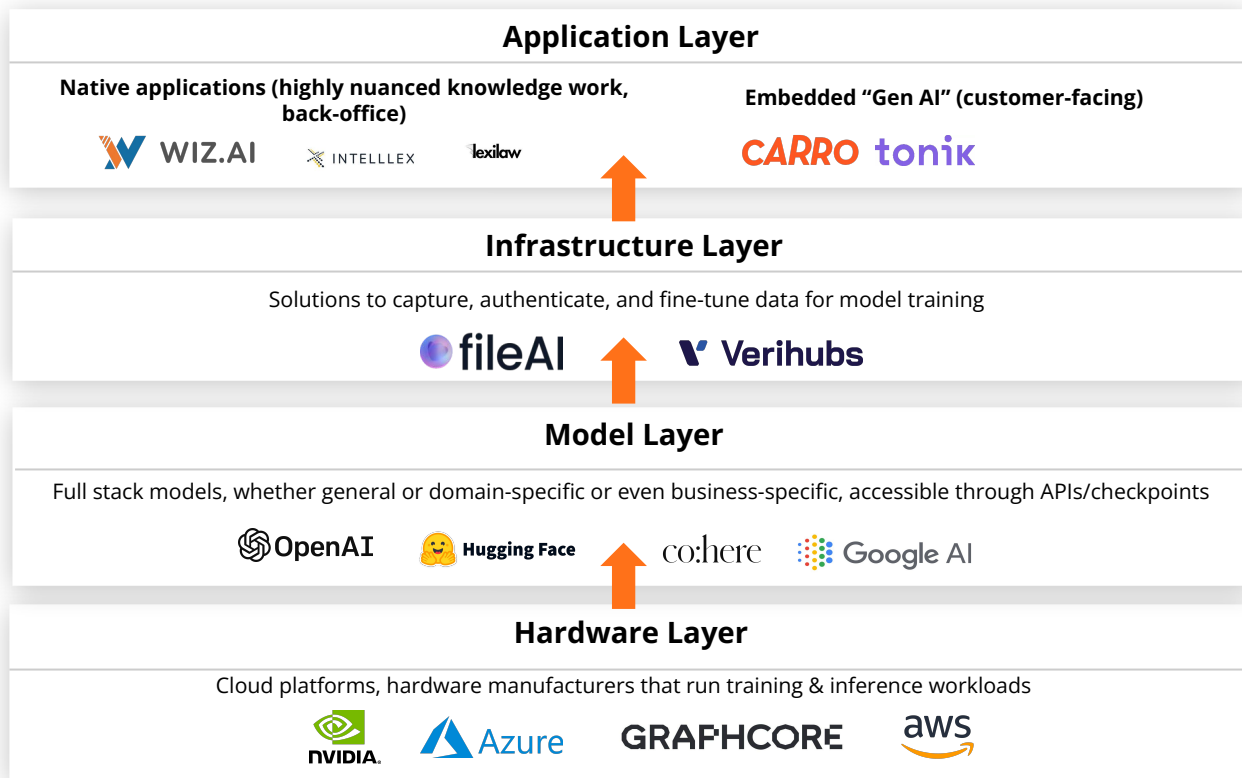 Application Layer
Native applications (highly nuanced knowledge work,
back-office)
Embedded “Gen AI” (customer-facing)
WIZ.AI
INTELLLEX
lexilaw
CARRO
tonik
Infrastructure Layer
Solutions to capture, authenticate, and fine-tune data for model training
fileAI
Verihubs
Model Layer
Full stack models, whether general or domain-specific or even business-specific, accessible through APIs/checkpoints
OpenAI
Hugging Face
co:here
Google AI
Hardware Layer
Cloud platforms, hardware manufacturers that run training & inference workloads
NVIDIA.
Azure
GRAPHCORE
aws